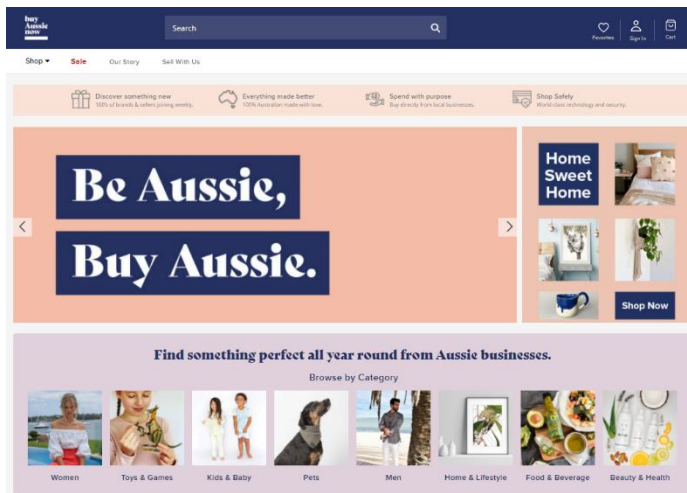 buy
Aussie
now
Search
Favorites
Sign In
Cart
Shop
Sale
Our Story
Sell With Us
Discover something new
100's of brands & sellers joining weekly.
Everything made better
100% Australian made with love.
Spend with purpose
Buy directly from local businesses.
Shop Safely
World-class technology and security.
Be Aussie,
Buy Aussie.
Home
Sweet
Home
Shop Now
Find something perfect all year round from Aussie businesses.
Browse by Category
Women
Toys & Games
Kids & Baby
Pets
Men
Home & Lifestyle
Food & Beverage
Beauty & Health